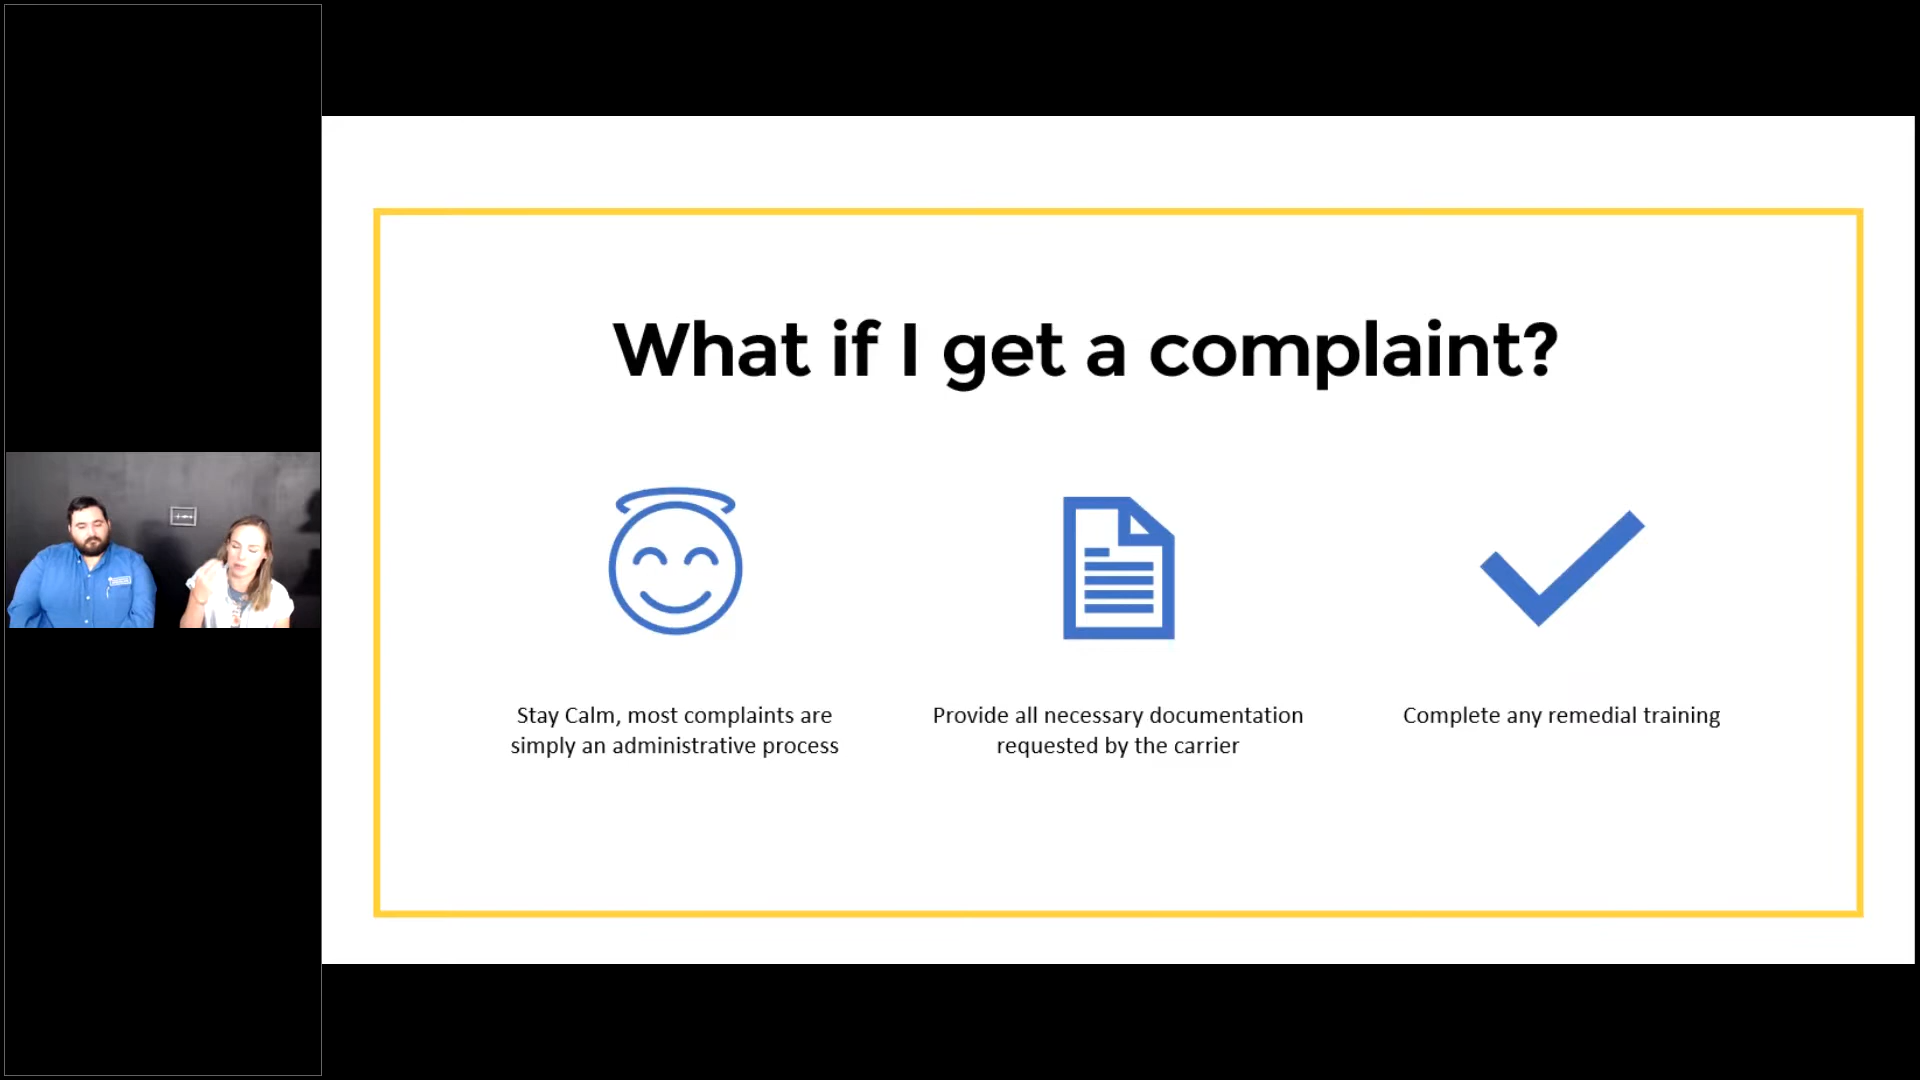 What if I get a complaint?
Stay Calm, most complaints are
simply an administrative process
Provide all necessary documentation
requested by the carrier
Complete any remedial training